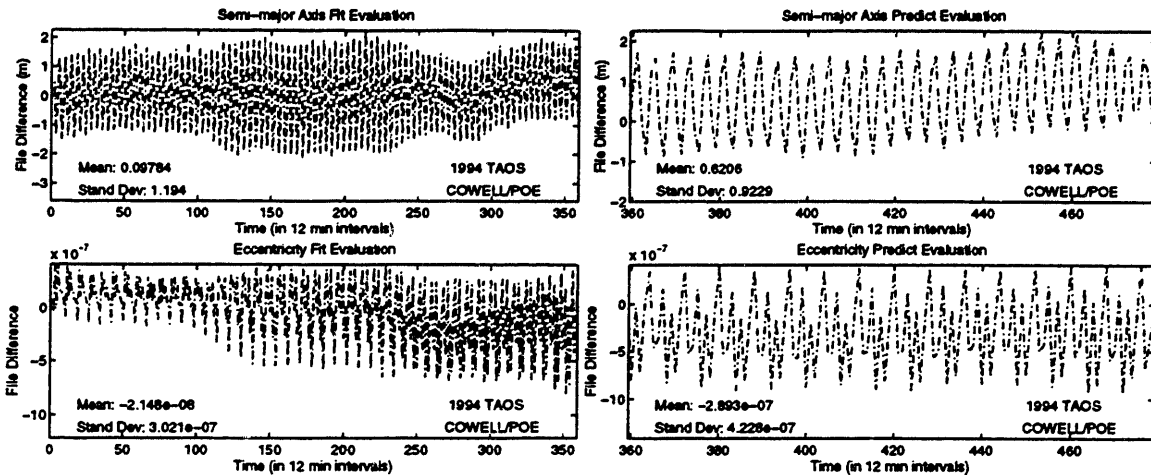 Semi-major Axis Fit Evaluation
File Difference (m)
2
1
0
-1
-2
-3
Mean: 0.09784
Stand Dev: 1.194
1994 TAOS
COWELL/POE
0 50 100 150 200 250 300 350
Time (in 12 min intervals)
Semi-major Axis Predict Evaluation
File Difference (m)
2
1
0
-1
-2
Mean: 0.6206
Stand Dev: 0.9229
1994 TAOS
COWELL/POE
360 380 400 420 440 460
Time (in 12 min intervals)
Eccentricity Fit Evaluation
x 10^-7
File Difference
0
-5
-10
Mean: -2.148e-08
Stand Dev: 3.021e-07
1994 TAOS
COWELL/POE
0 50 100 150 200 250 300 350
Time (in 12 min intervals)
Eccentricity Predict Evaluation
x 10^-7
File Difference
0
-5
-10
Mean: -2.893e-07
Stand Dev: 4.228e-07
1994 TAOS
COWELL/POE
360 380 400 420 440 460
Time (in 12 min intervals)